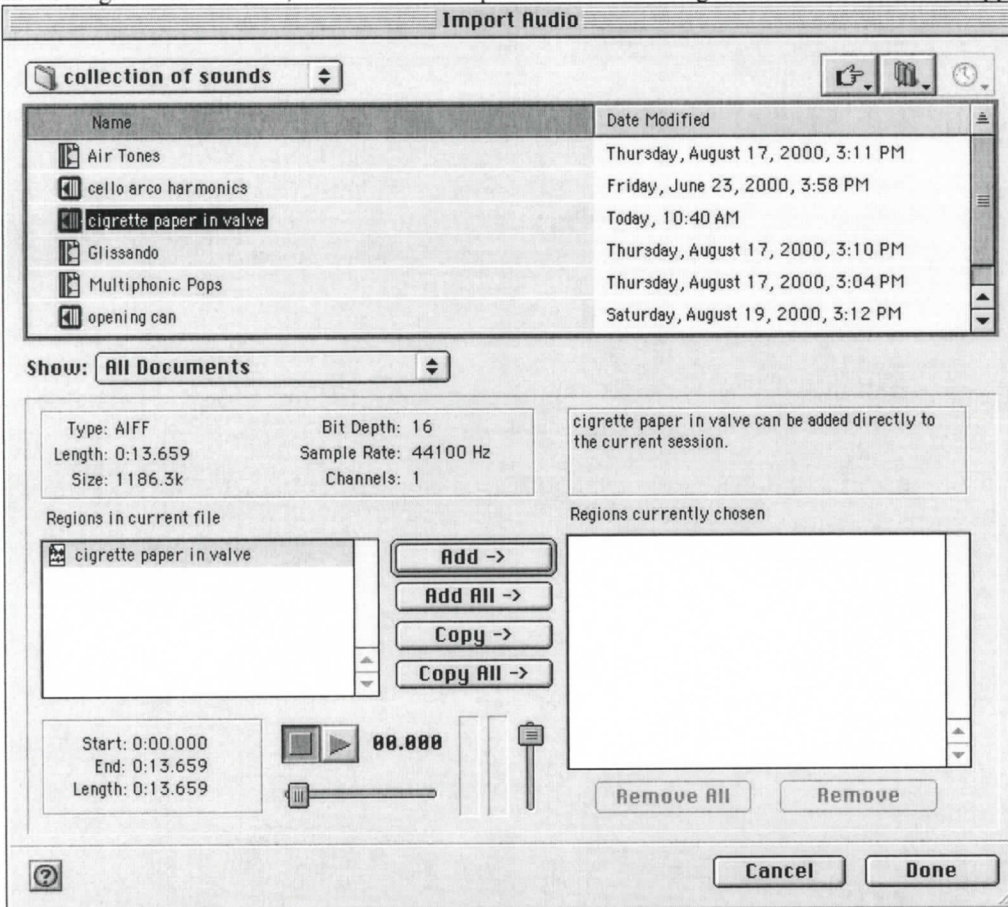 Import Audio
collection of sounds
Name Date Modified
Air Tones Thursday, August 17, 2000, 3:11 PM
cello arco harmonics Friday, June 23, 2000, 3:58 PM
cigrette paper in valve Today, 10:40 AM
Glissando Thursday, August 17, 2000, 3:10 PM
Multiphonic Pops Thursday, August 17, 2000, 3:04 PM
opening can Saturday, August 19, 2000, 3:12 PM
Show: All Documents
Type: AIFF Bit Depth: 16
Length: 0:13.659 Sample Rate: 44100 Hz
Size: 1186.3k Channels: 1
cigrette paper in valve can be added directly to
the current session.
Regions in current file
cigrette paper in valve
Add ->
Add All ->
Copy ->
Copy All ->
Regions currently chosen
Start: 0:00.000
End: 0:13.659
Length: 0:13.659
00.000
Remove All Remove
?
Cancel Done